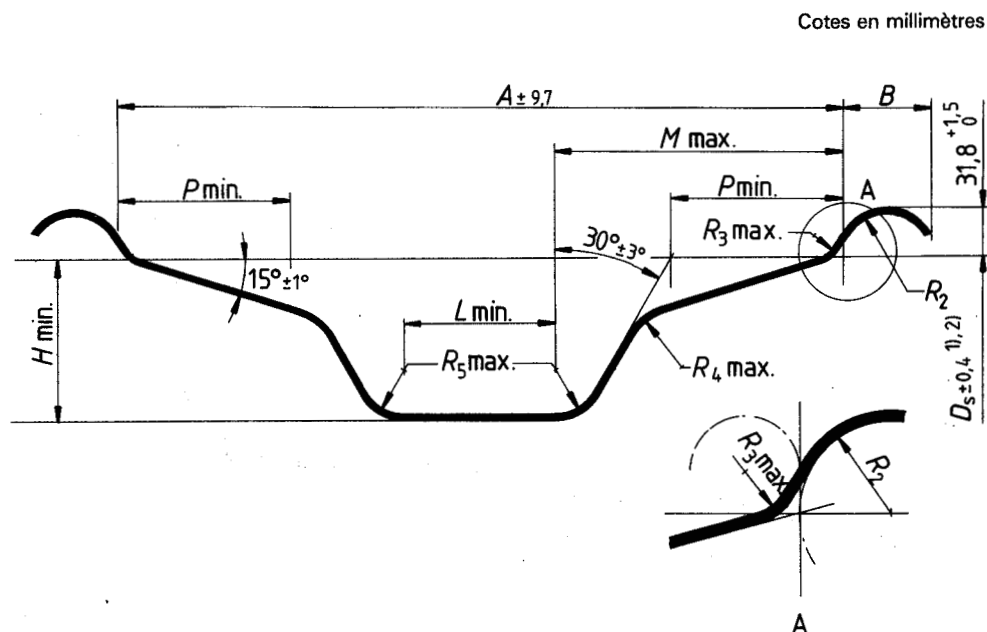 Cotes en millimètres
A ± 9,7
B
M max.
31,8 +1,5 0
P min.
P min.
A
R3 max.
30° ±3°
15° ±1°
R2
H min.
L min.
R5 max.
R4 max.
Ds ±0,4 1), 2)
R3 max.
R2
A